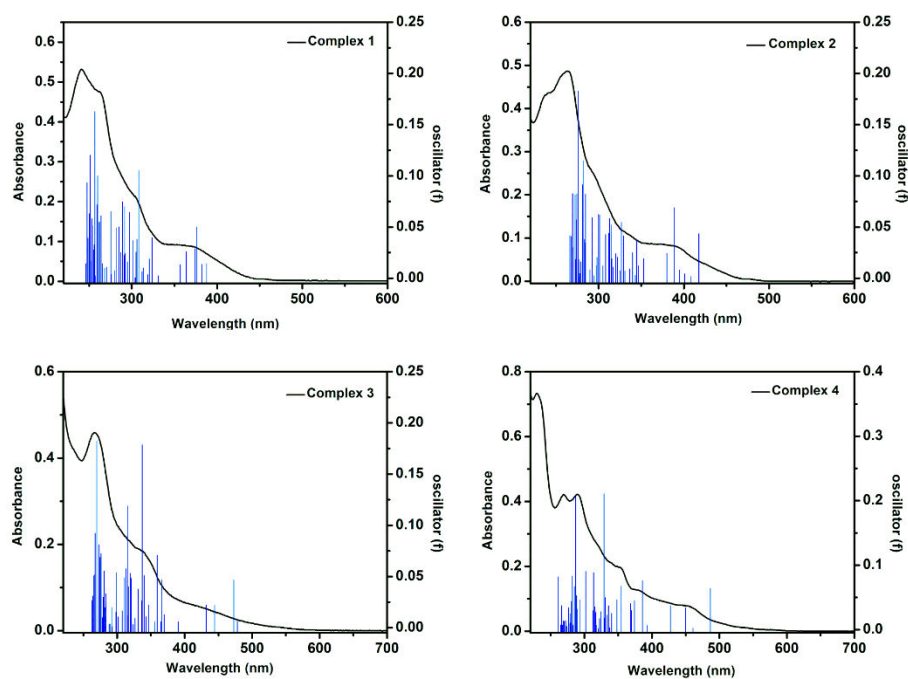 Complex 1
Absorbance
0.6
0.5
0.4
0.3
0.2
0.1
0.0
0.25
0.20
0.15
0.10
0.05
0.00
oscillator (f)
300 400 500 600
Wavelength (nm)
Complex 2
Absorbance
0.6
0.5
0.4
0.3
0.2
0.1
0.0
0.25
0.20
0.15
0.10
0.05
0.00
oscillator (f)
300 400 500 600
Wavelength (nm)
Complex 3
Absorbance
0.6
0.4
0.2
0.0
0.25
0.20
0.15
0.10
0.05
0.00
oscillator (f)
300 400 500 600 700
Wavelength (nm)
Complex 4
Absorbance
0.8
0.6
0.4
0.2
0.0
0.4
0.3
0.2
0.1
0.0
oscillator (f)
300 400 500 600 700
Wavelength (nm)